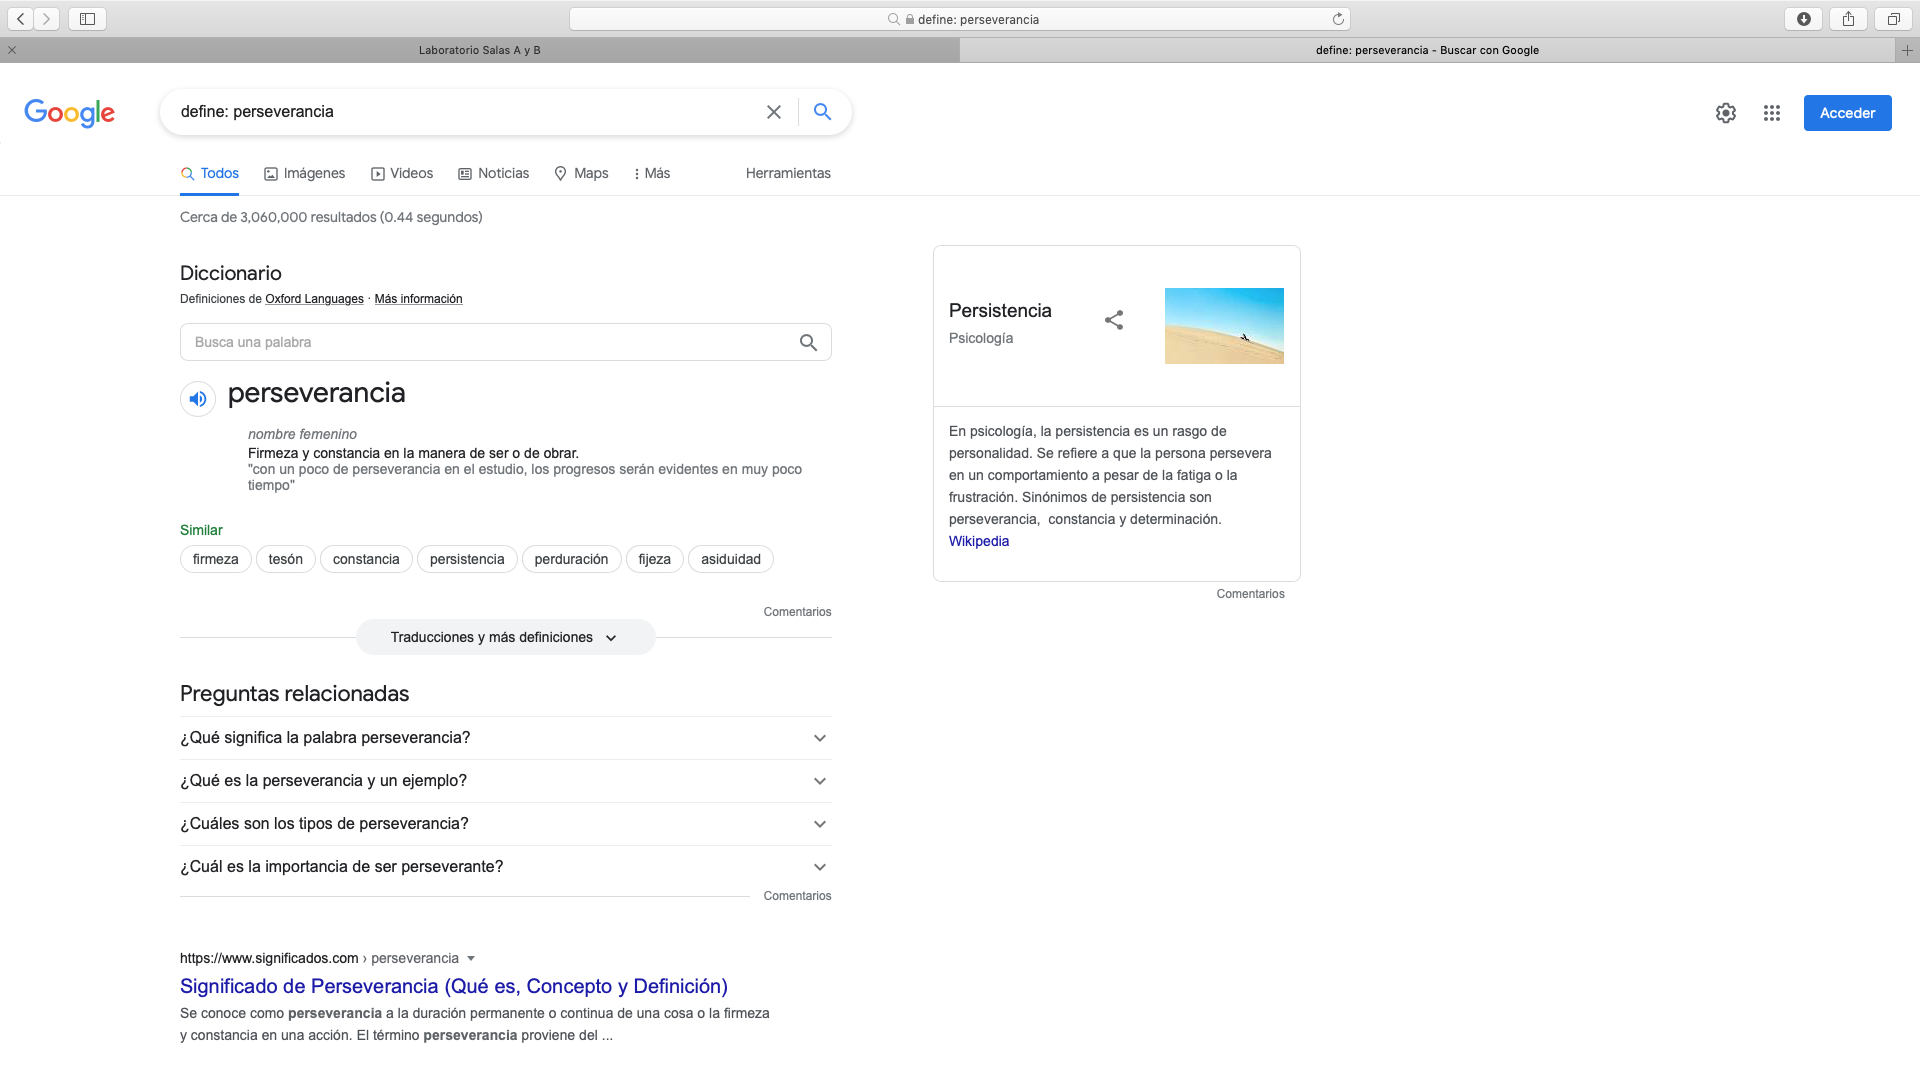 define: perseverancia
Laboratorio Salas A y B
define: perseverancia - Buscar con Google
Google
define: perseverancia
Acceder
Todos
Imágenes
Videos
Noticias
Maps
Más
Herramientas
Cerca de 3,060,000 resultados (0.44 segundos)
Diccionario
Definiciones de Oxford Languages · Más información
Busca una palabra
perseverancia
nombre femenino
Firmeza y constancia en la manera de ser o de obrar.
"con un poco de perseverancia en el estudio, los progresos serán evidentes en muy poco
tiempo"
Similar
firmeza
tesón
constancia
persistencia
perduración
fijeza
asiduidad
Comentarios
Traducciones y más definiciones
Preguntas relacionadas
¿Qué significa la palabra perseverancia?
¿Qué es la perseverancia y un ejemplo?
¿Cuáles son los tipos de perseverancia?
¿Cuál es la importancia de ser perseverante?
Comentarios
https://www.significados.com › perseverancia
Significado de Perseverancia (Qué es, Concepto y Definición)
Se conoce como perseverancia a la duración permanente o continua de una cosa o la firmeza
y constancia en una acción. El término perseverancia proviene del ...
Persistencia
Psicología
En psicología, la persistencia es un rasgo de
personalidad. Se refiere a que la persona persevera
en un comportamiento a pesar de la fatiga o la
frustración. Sinónimos de persistencia son
perseverancia, constancia y determinación.
Wikipedia
Comentarios